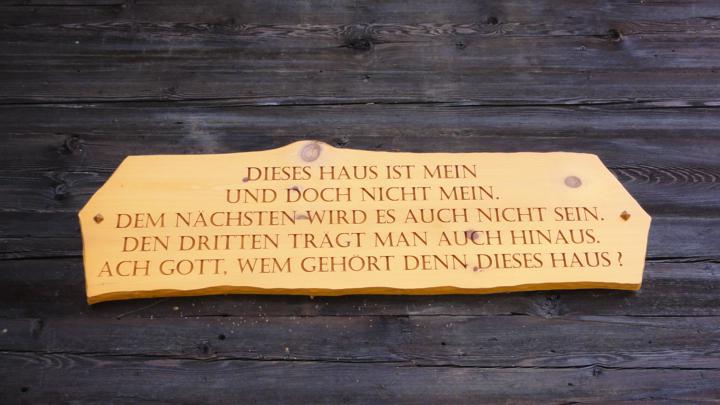 DIESES HAUS IST MEIN
UND DOCH NICHT MEIN.
DEM NÄCHSTEN WIRD ES AUCH NICHT SEIN.
DEN DRITTEN TRÄGT MAN AUCH HINAUS.
ACH GOTT, WEM GEHÖRT DENN DIESES HAUS ?